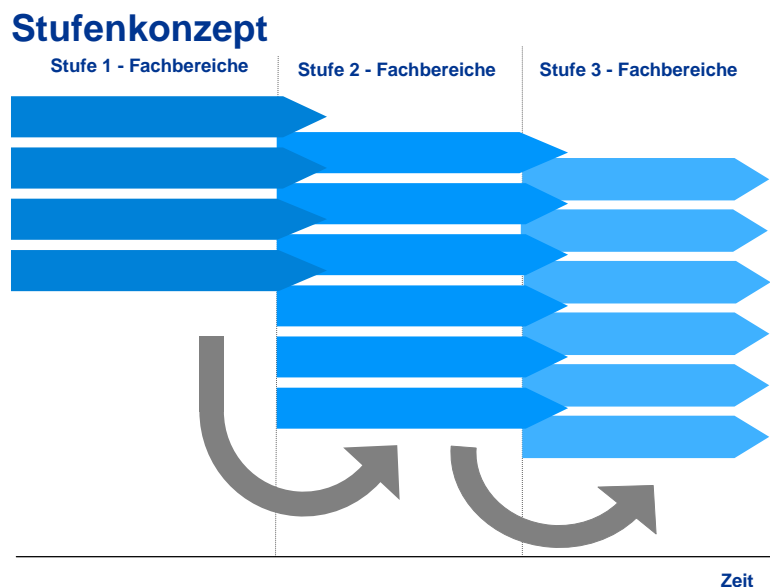 Stufenkonzept
Stufe 1 - Fachbereiche
Stufe 2 - Fachbereiche
Stufe 3 - Fachbereiche
Zeit